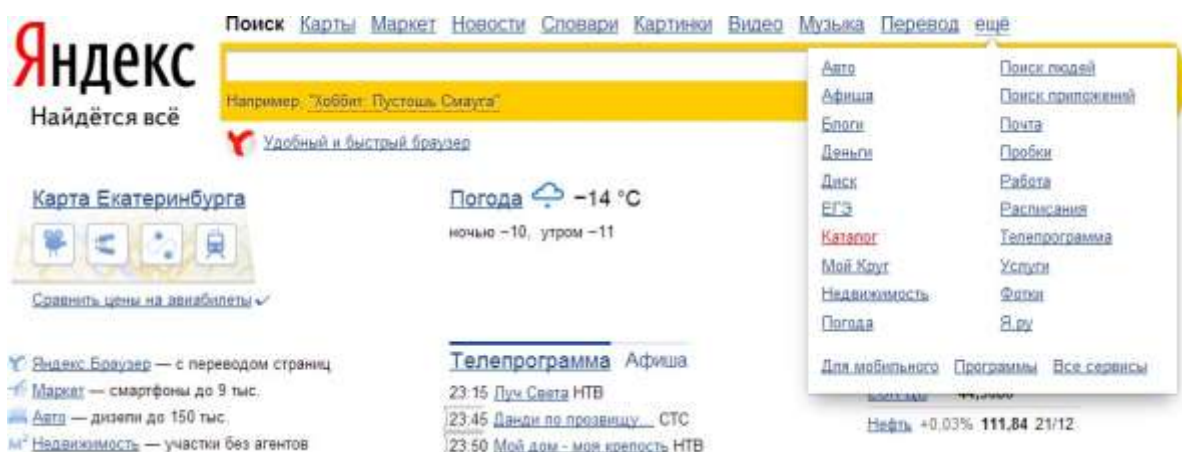 Поиск Карты Маркет Новости Словари Картинки Видео Музыка Перевод ещё
Яндекс
Найдётся всё
Например, "Хоббит: Пустошь Смауга"
Удобный и быстрый браузер
Авто Поиск людей
Афиша Поиск приложений
Блоги Почта
Деньги Пробки
Диск Работа
ЕГЭ Расписания
Каталог Телепрограмма
Мой Круг Услуги
Недвижимость Фотки
Погода Я.ру
Для мобильного Программы Все сервисы
Карта Екатеринбурга
Сравнить цены на авиабилеты
Погода −14 °C
ночью −10, утром −11
Яндекс.Браузер — с переводом страниц
Маркет — смартфоны до 9 тыс.
Авто — дизели до 150 тыс.
м² Недвижимость — участки без агентов
Телепрограмма Афиша
23:15 Луч Света НТВ
23:45 Данди по прозвищу... СТС
23:50 Мой дом - моя крепость НТВ
Нефть +0,03% 111,84 21/12